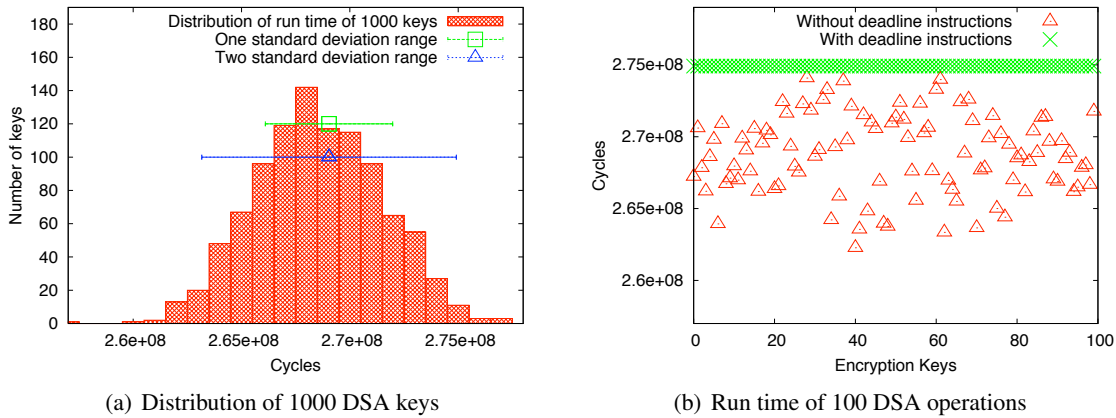 Distribution of run time of 1000 keys
One standard deviation range
Two standard deviation range
180
160
140
120
100
80
60
40
20
0
Number of keys
2.6e+08 2.65e+08 2.7e+08 2.75e+08
Cycles
(a) Distribution of 1000 DSA keys
Without deadline instructions
With deadline instructions
2.75e+08
2.7e+08
2.65e+08
2.6e+08
Cycles
0 20 40 60 80 100
Encryption Keys
(b) Run time of 100 DSA operations